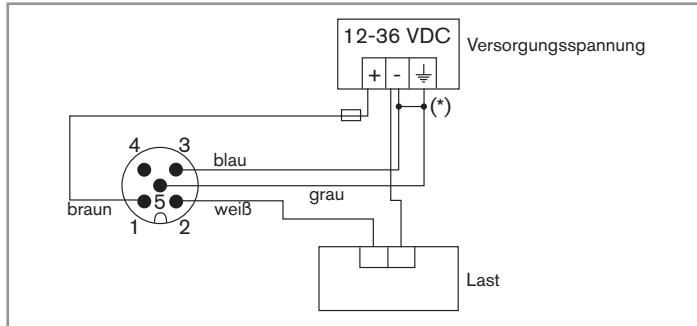 12-36 VDC
Versorgungsspannung
+ -
(*)
4 3
blau
5
grau
braun
weiß
1 2
Last